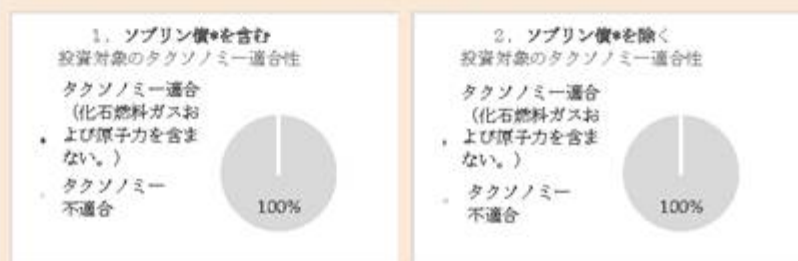 1. ソブリン債*を含む
投資対象のタクソノミー適合性
タクソノミー適合
（化石燃料ガスお
よび原子力を含ま
ない。）
タクソノミー
不適合
100%
2. ソブリン債*を除く
投資対象のタクソノミー適合性
タクソノミー適合
（化石燃料ガスお
よび原子力を含ま
ない。）
タクソノミー
不適合
100%